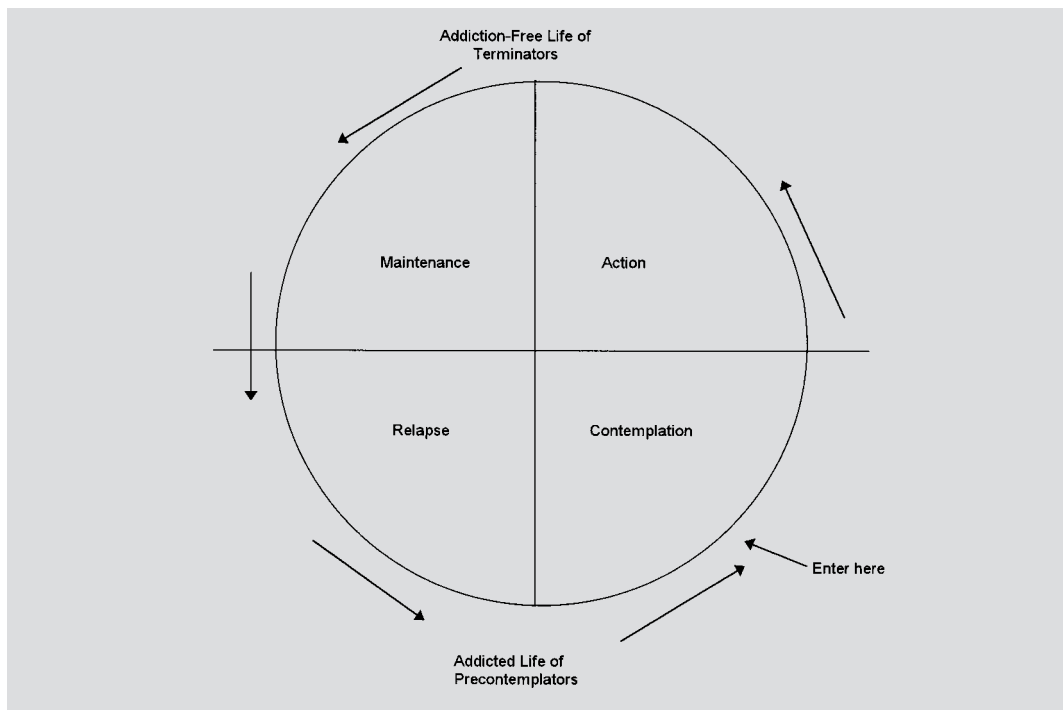 Addiction-Free Life of
Terminators
Maintenance
Action
Relapse
Contemplation
Enter here
Addicted Life of
Precontemplators